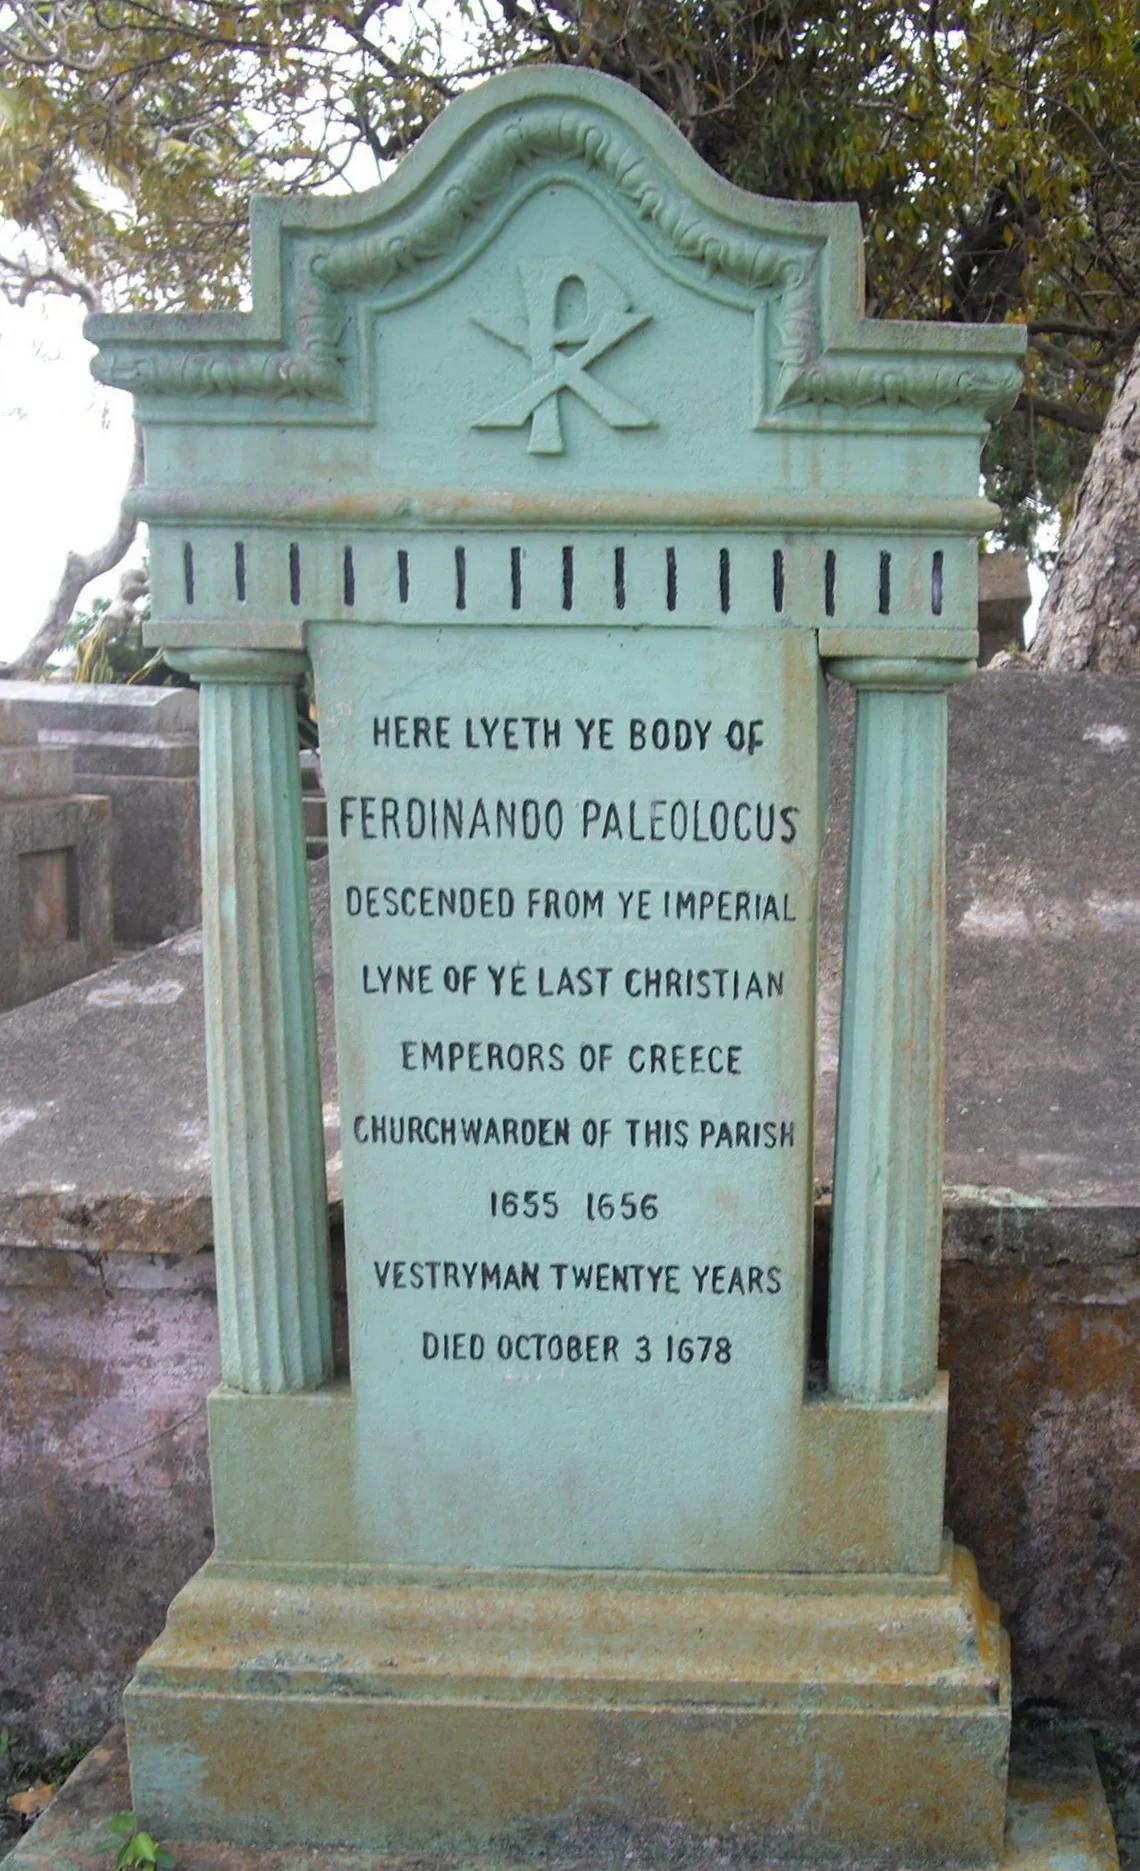 HERE LYETH YE BODY OF
FERDINANDO PALEOLOCUS
DESCENDED FROM YE IMPERIAL
LYNE OF YE LAST CHRISTIAN
EMPERORS OF CREECE
CHURCHWARDEN OF THIS PARISH
1655 1656
VESTRYMAN TWENTYE YEARS
DIED OCTOBER 3 1678